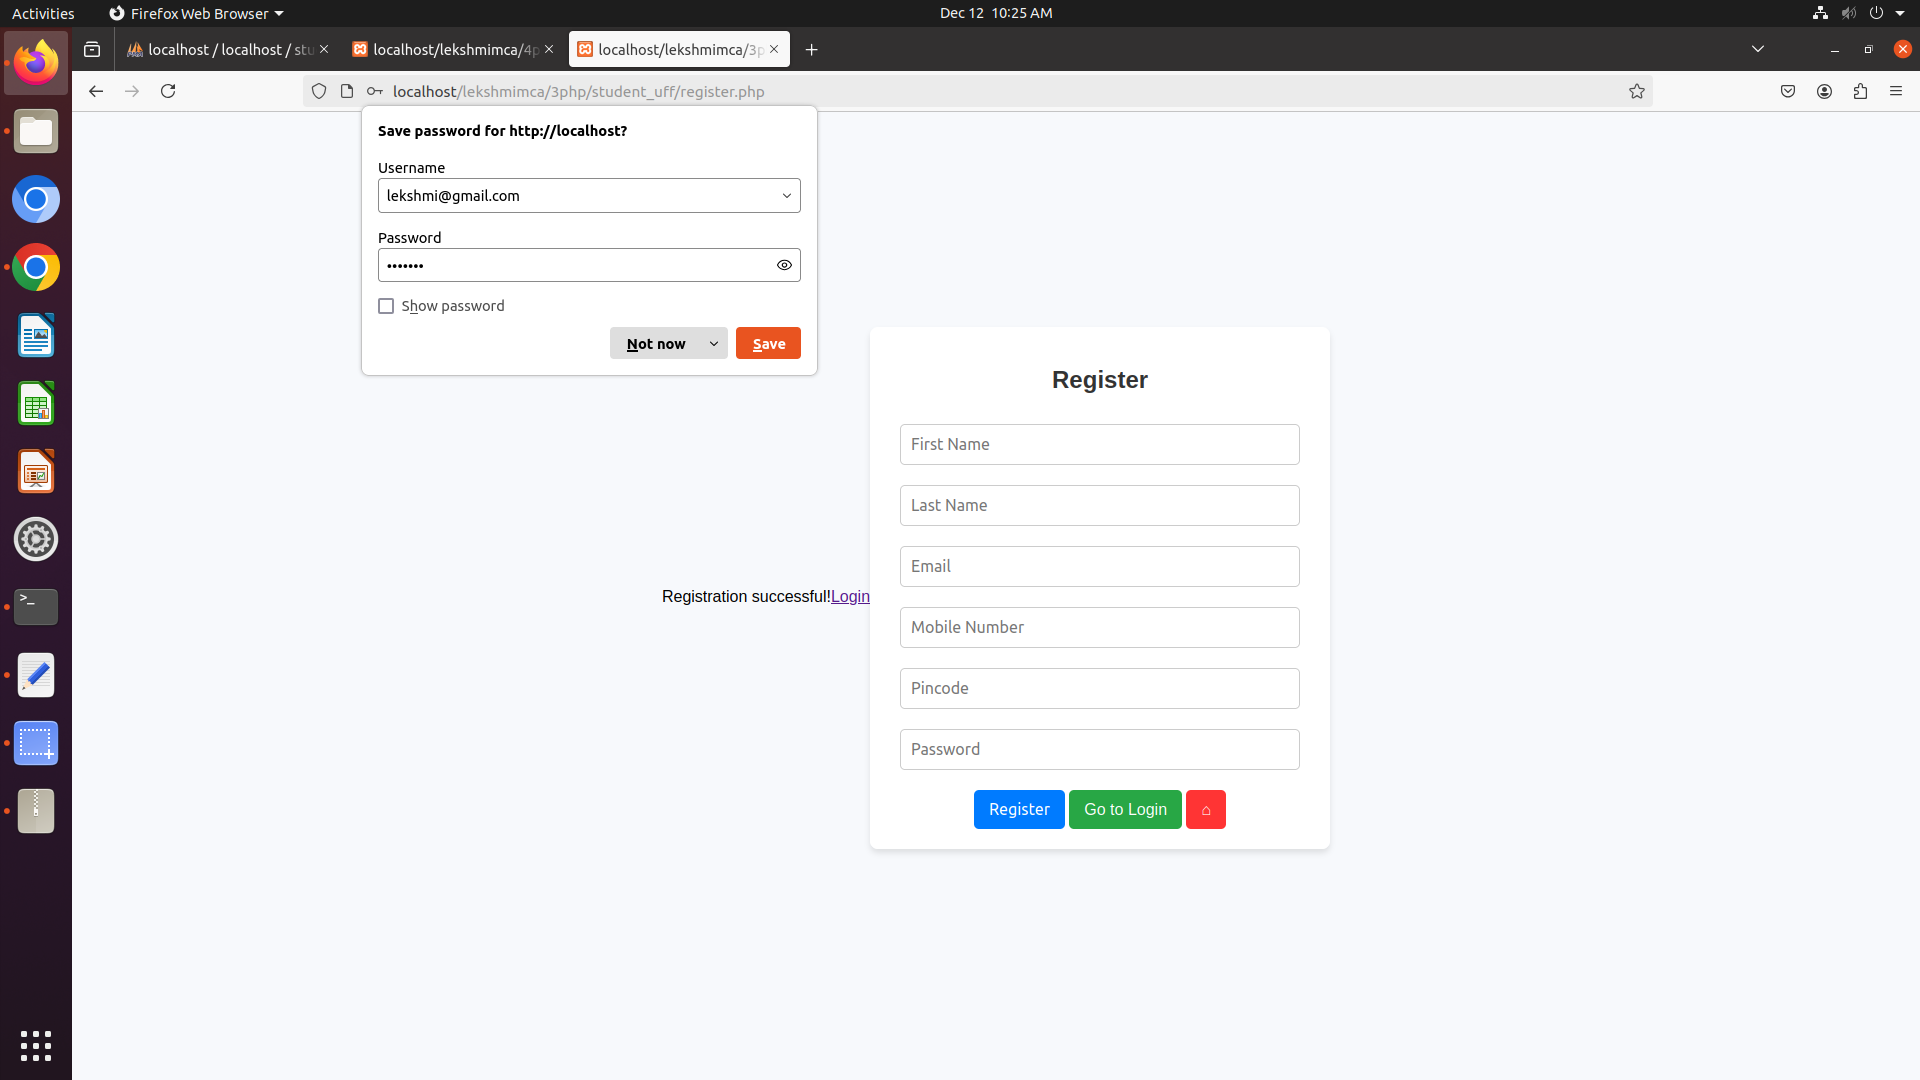 Activities
Firefox Web Browser
Dec 12 10:25 AM
localhost / localhost / stu
localhost/lekshmimca/4p
localhost/lekshmimca/3p
localhost/lekshmimca/3php/student_uff/register.php
Save password for http://localhost?
Username
lekshmi@gmail.com
Password
•••••••
Show password
Not now
Save
Register
First Name
Last Name
Email
Registration successful!Login
Mobile Number
Pincode
Password
Register
Go to Login